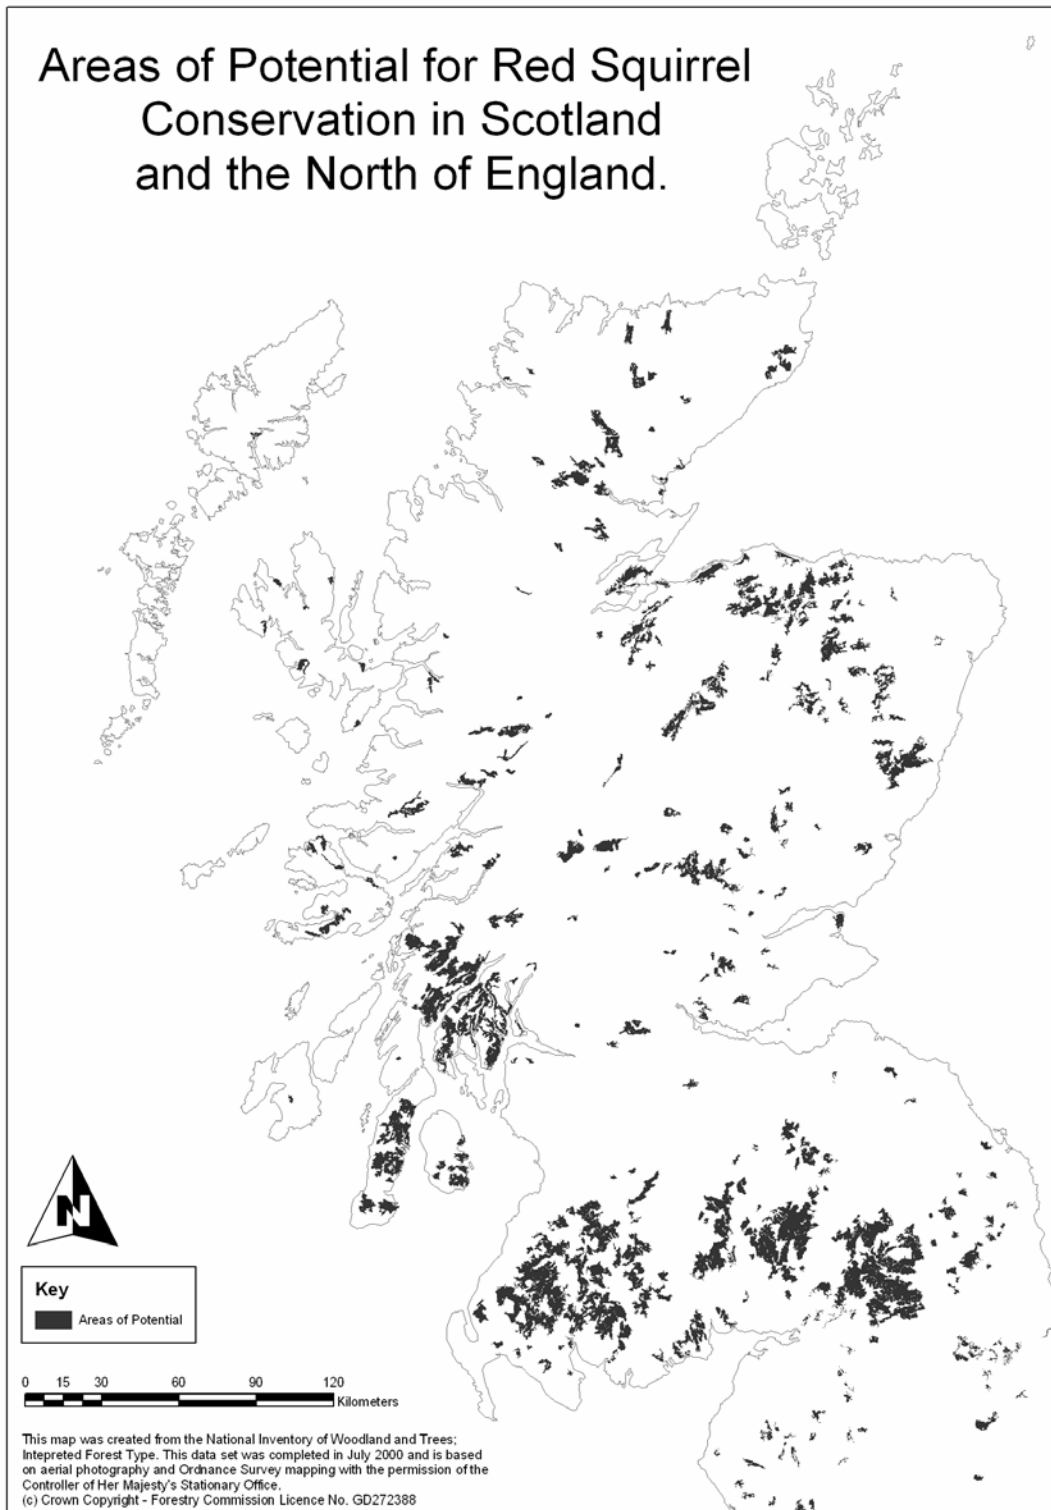 Areas of Potential for Red Squirrel
Conservation in Scotland
and the North of England.
N
Key
Areas of Potential
0 15 30 60 90 120
Kilometers
This map was created from the National Inventory of Woodland and Trees;
Intepreted Forest Type. This data set was completed in July 2000 and is based
on aerial photography and Ordnance Survey mapping with the permission of the
Controller of Her Majesty's Stationary Office.
(c) Crown Copyright - Forestry Commission Licence No. GD272388